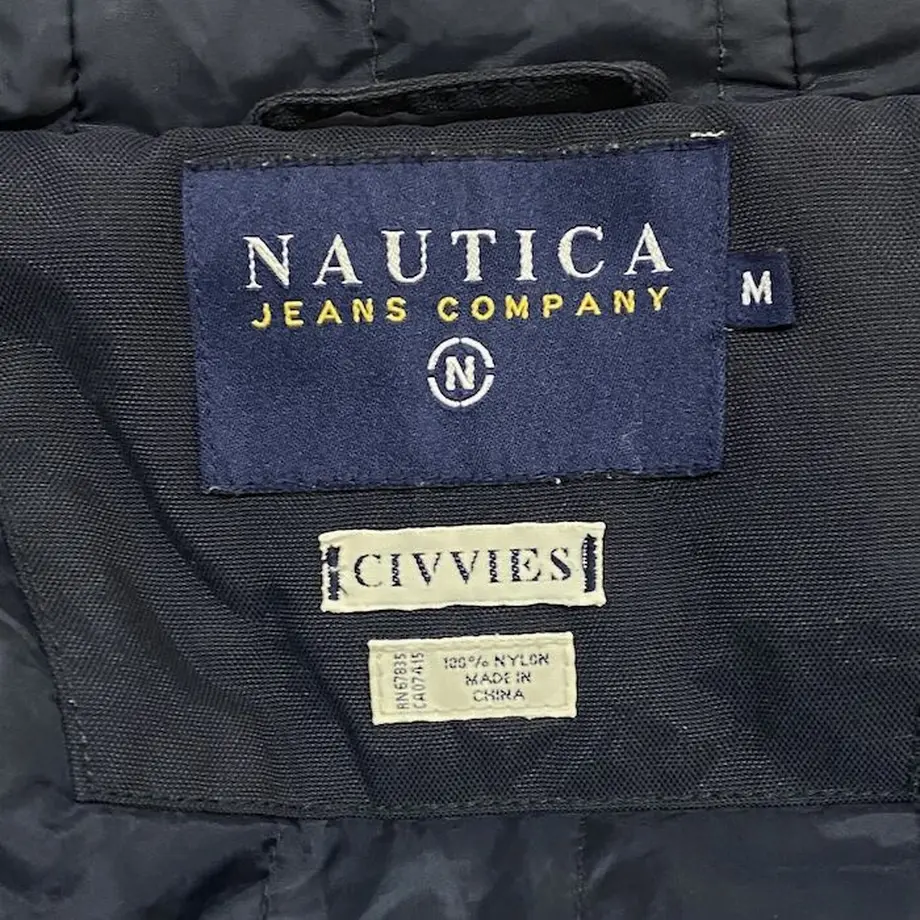 NAUTICA
JEANS COMPANY
N
M
CIVVIES
RN67835
CA07415
100% NYLON
MADE IN
CHINA